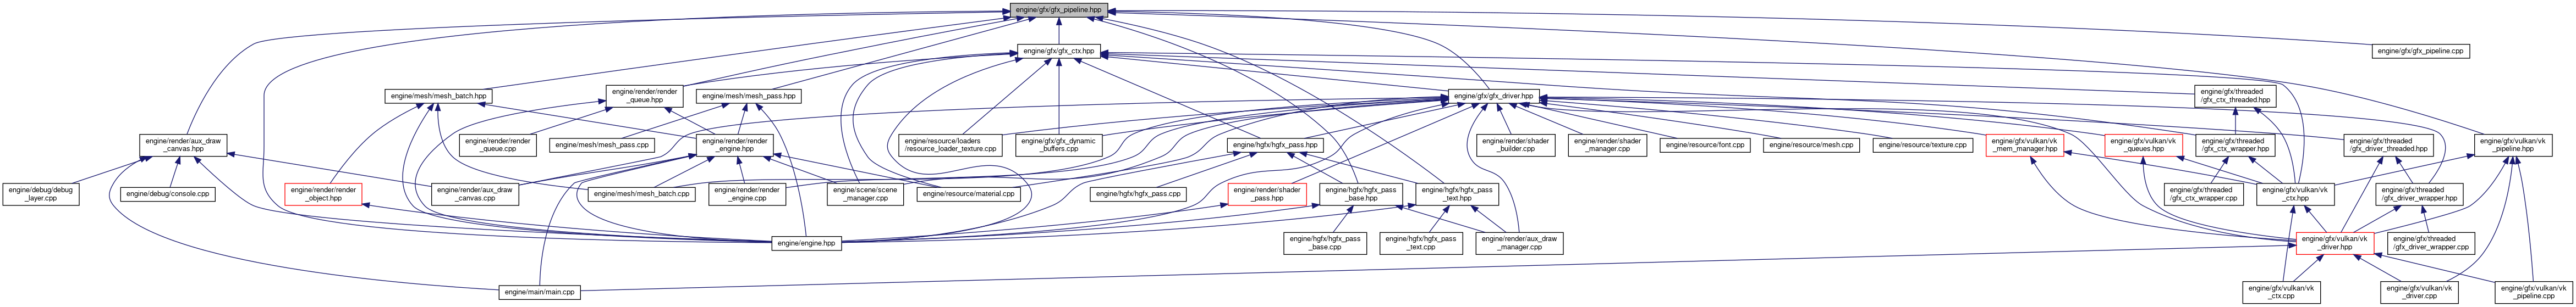 engine/gfx/gfx_pipeline.hpp
engine/gfx/gfx_ctx.hpp
engine/gfx/gfx_pipeline.cpp
engine/mesh/mesh_batch.hpp
engine/render/render
_queue.hpp
engine/mesh/mesh_pass.hpp
engine/gfx/gfx_driver.hpp
engine/gfx/threaded
/gfx_ctx_threaded.hpp
engine/render/aux_draw
_canvas.hpp
engine/render/render
_queue.cpp
engine/mesh/mesh_pass.cpp
engine/render/render
_engine.hpp
engine/resource/loaders
/resource_loader_texture.cpp
engine/gfx/gfx_dynamic
_buffers.cpp
engine/hgfx/hgfx_pass.hpp
engine/render/shader
_builder.cpp
engine/render/shader
_manager.cpp
engine/resource/font.cpp
engine/resource/mesh.cpp
engine/resource/texture.cpp
engine/gfx/vulkan/vk
_mem_manager.hpp
engine/gfx/vulkan/vk
_queues.hpp
engine/gfx/threaded
/gfx_ctx_wrapper.hpp
engine/gfx/threaded
/gfx_driver_threaded.hpp
engine/gfx/vulkan/vk
_pipeline.hpp
engine/debug/debug
_layer.cpp
engine/debug/console.cpp
engine/render/render
_object.hpp
engine/render/aux_draw
_canvas.cpp
engine/mesh/mesh_batch.cpp
engine/render/render
_engine.cpp
engine/scene/scene
_manager.cpp
engine/resource/material.cpp
engine/hgfx/hgfx_pass.cpp
engine/render/shader
_pass.hpp
engine/hgfx/hgfx_pass
_base.hpp
engine/hgfx/hgfx_pass
_text.hpp
engine/gfx/threaded
/gfx_ctx_wrapper.cpp
engine/gfx/vulkan/vk
_ctx.hpp
engine/gfx/threaded
/gfx_driver_wrapper.hpp
engine/engine.hpp
engine/hgfx/hgfx_pass
_base.cpp
engine/hgfx/hgfx_pass
_text.cpp
engine/render/aux_draw
_manager.cpp
engine/gfx/vulkan/vk
_driver.hpp
engine/gfx/threaded
/gfx_driver_wrapper.cpp
engine/main/main.cpp
engine/gfx/vulkan/vk
_ctx.cpp
engine/gfx/vulkan/vk
_driver.cpp
engine/gfx/vulkan/vk
_pipeline.cpp